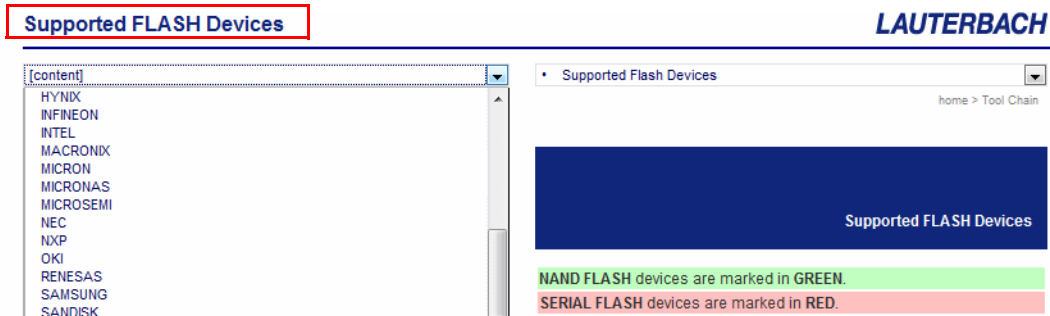 Supported FLASH Devices
LAUTERBACH
[content]
HYNIX
INFINEON
INTEL
MACRONIX
MICRON
MICRONAS
MICROSEMI
NEC
NXP
OKI
RENESAS
SAMSUNG
SANDISK
• Supported Flash Devices
home > Tool Chain
Supported FLASH Devices
NAND FLASH devices are marked in GREEN.
SERIAL FLASH devices are marked in RED.